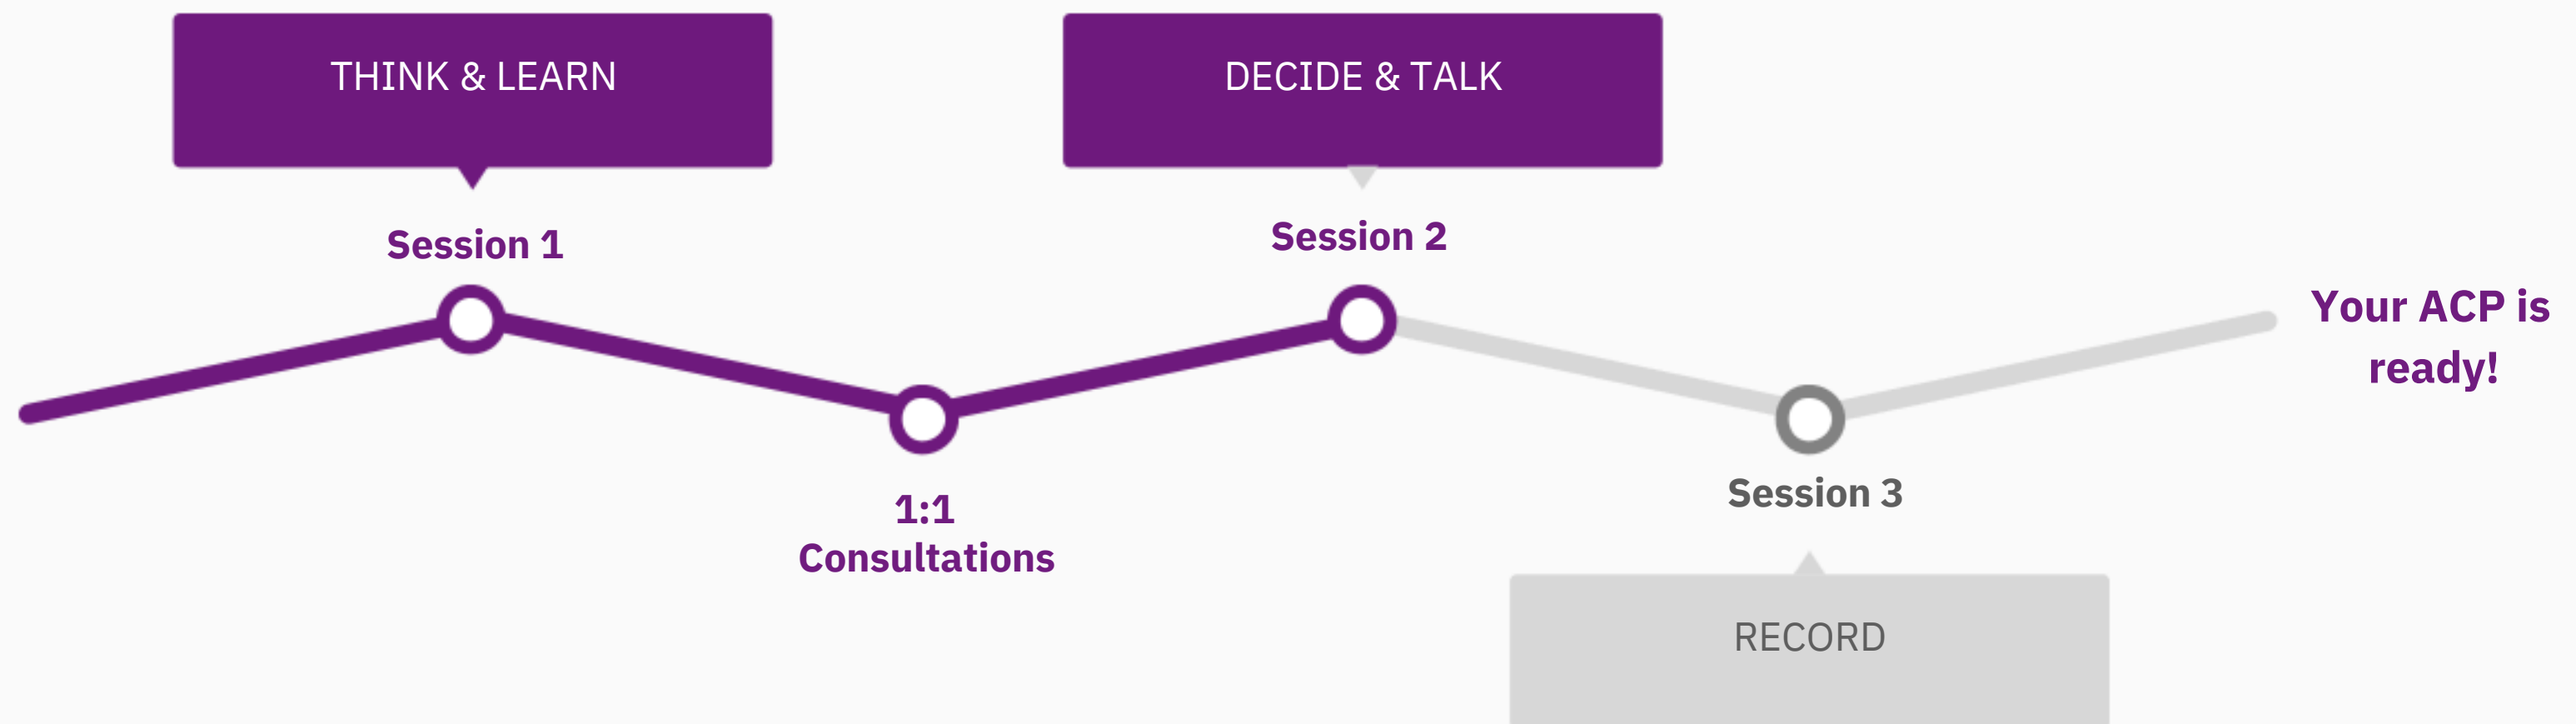 THINK & LEARN
DECIDE & TALK
Session 1
Session 2
Your ACP is
ready!
1:1
Consultations
Session 3
RECORD